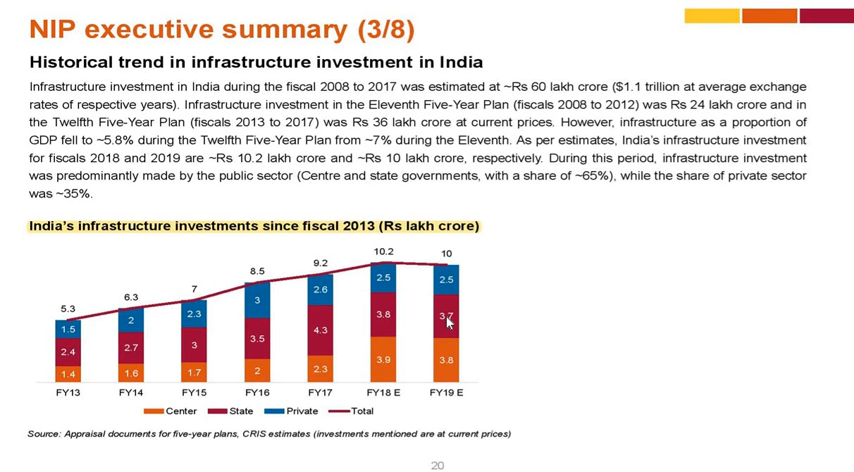 NIP executive summary (3/8)
Historical trend in infrastructure investment in India
Infrastructure investment in India during the fiscal 2008 to 2017 was estimated at ~Rs 60 lakh crore ($1.1 trillion at average exchange
rates of respective years). Infrastructure investment in the Eleventh Five-Year Plan (fiscals 2008 to 2012) was Rs 24 lakh crore and in
the Twelfth Five-Year Plan (fiscals 2013 to 2017) was Rs 36 lakh crore at current prices. However, infrastructure as a proportion of
GDP fell to ~5.8% during the Twelfth Five-Year Plan from ~7% during the Eleventh. As per estimates, India's infrastructure investment
for fiscals 2018 and 2019 are ~Rs 10.2 lakh crore and ~Rs 10 lakh crore, respectively. During this period, infrastructure investment
was predominantly made by the public sector (Centre and state governments, with a share of ~65%), while the share of private sector
was ~35%.
India's infrastructure investments since fiscal 2013 (Rs lakh crore)
5.3 6.3 7 8.5 9.2 10.2 10
1.5 2 2.3 3 2.6 2.5 2.5
2.4 2.7 3 3.5 4.3 3.8 3.7
1.4 1.6 1.7 2 2.3 3.9 3.8
FY13 FY14 FY15 FY16 FY17 FY18 E FY19 E
Center State Private Total
Source: Appraisal documents for five-year plans, CRIS estimates (investments mentioned are at current prices)
20